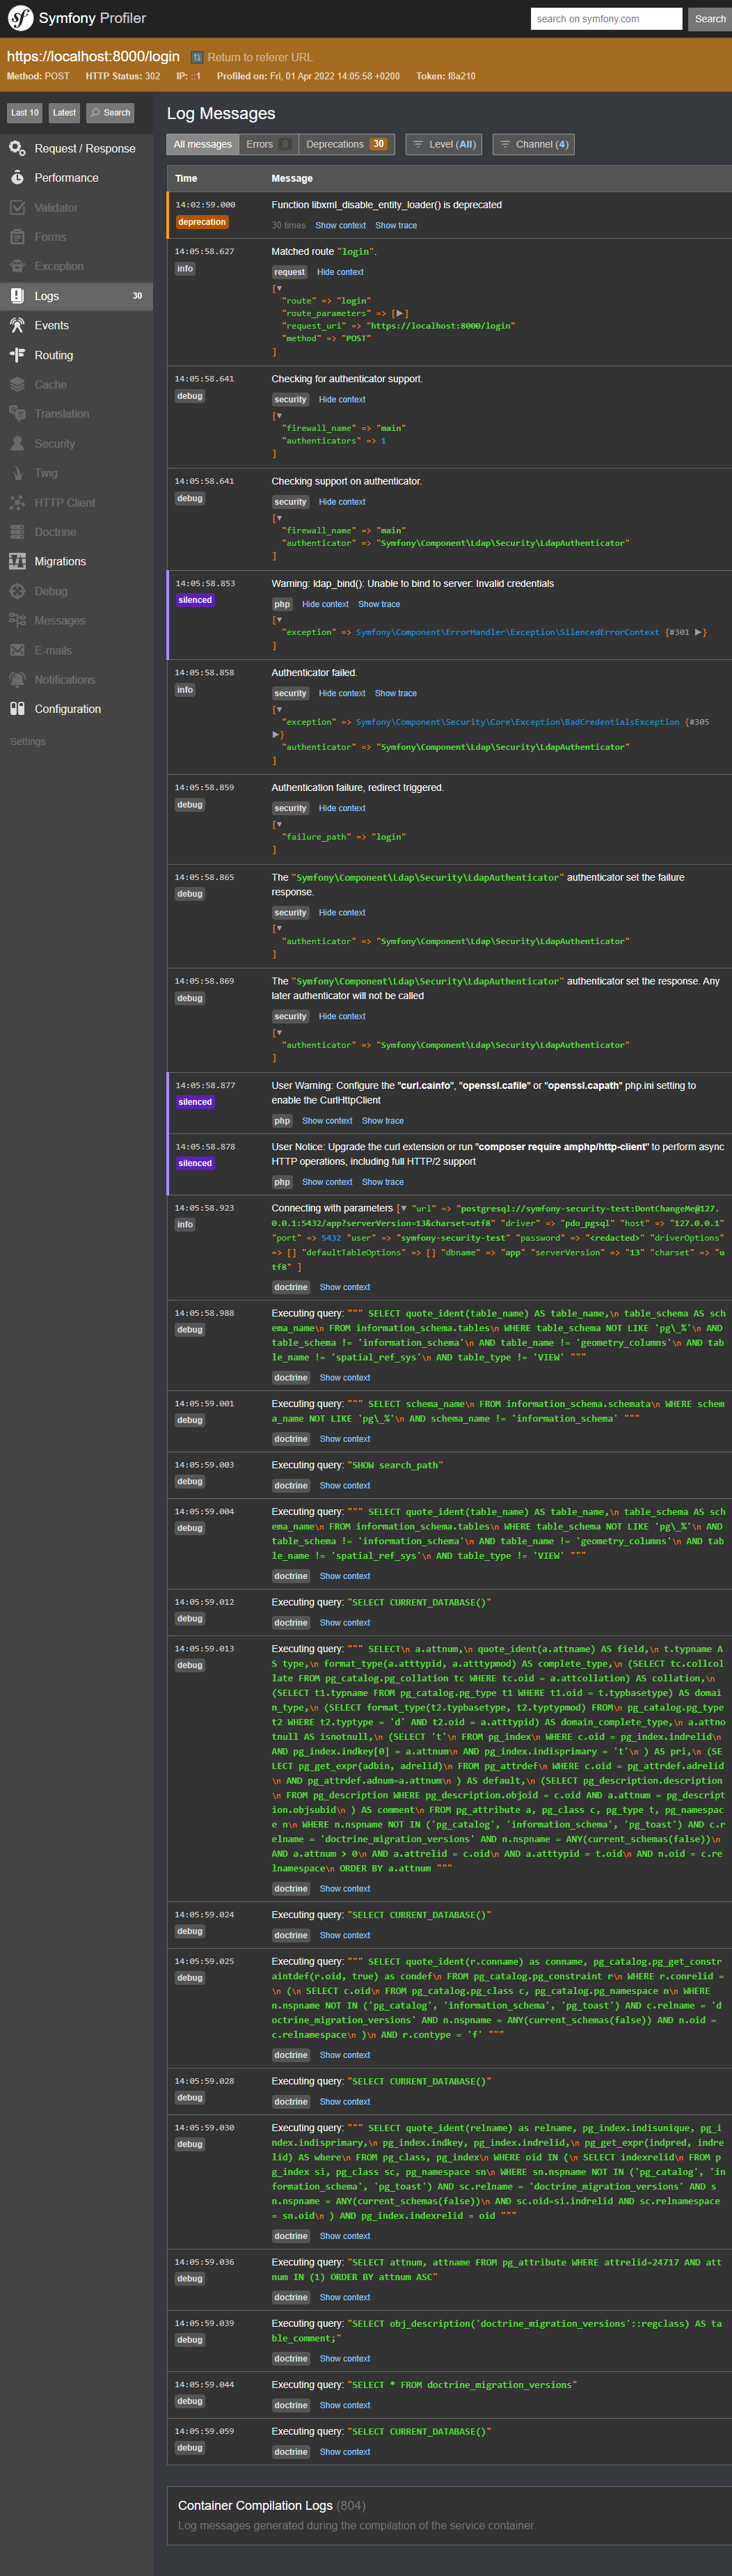 Symfony Profiler
search on symfony.com
Search
https://localhost:8000/login Return to referer URL
Method: POST HTTP Status: 302 IP: ::1 Profiled on: Fri, 01 Apr 2022 14:05:58 +0200 Token: f8a210
Last 10 Latest Search
Request / Response
Performance
Validator
Forms
Exception
Logs 30
Events
Routing
Cache
Translation
Security
Twig
HTTP Client
Doctrine
Migrations
Debug
Messages
E-mails
Notifications
Configuration
Settings
Log Messages
All messages Errors 0 Deprecations 30 Level (All) Channel (4)
Time Message
14:02:59.000 Function libxml_disable_entity_loader() is deprecated
deprecation 30 times Show context Show trace
14:05:58.627 Matched route "login".
info request Hide context
[▼
"route" => "login"
"route_parameters" => [▶]
"request_uri" => "https://localhost:8000/login"
"method" => "POST"
]
14:05:58.641 Checking for authenticator support.
debug security Hide context
[▼
"firewall_name" => "main"
"authenticators" => 1
]
14:05:58.641 Checking support on authenticator.
debug security Hide context
[▼
"firewall_name" => "main"
"authenticator" => "Symfony\Component\Ldap\Security\LdapAuthenticator"
]
14:05:58.853 Warning: ldap_bind(): Unable to bind to server: Invalid credentials
silenced php Hide context Show trace
[▼
"exception" => Symfony\Component\ErrorHandler\Exception\SilencedErrorContext {#301 ▶}
]
14:05:58.858 Authenticator failed.
info security Hide context Show trace
[▼
"exception" => Symfony\Component\Security\Core\Exception\BadCredentialsException {#305
▶}
"authenticator" => "Symfony\Component\Ldap\Security\LdapAuthenticator"
]
14:05:58.859 Authentication failure, redirect triggered.
debug security Hide context
[▼
"failure_path" => "login"
]
14:05:58.865 The "Symfony\Component\Ldap\Security\LdapAuthenticator" authenticator set the failure
debug response.
security Hide context
[▼
"authenticator" => "Symfony\Component\Ldap\Security\LdapAuthenticator"
]
14:05:58.869 The "Symfony\Component\Ldap\Security\LdapAuthenticator" authenticator set the response. Any
debug later authenticator will not be called
security Hide context
[▼
"authenticator" => "Symfony\Component\Ldap\Security\LdapAuthenticator"
]
14:05:58.877 User Warning: Configure the "curl.cainfo", "openssl.cafile" or "openssl.capath" php.ini setting to
silenced enable the CurlHttpClient
php Show context Show trace
14:05:58.878 User Notice: Upgrade the curl extension or run "composer require amphp/http-client" to perform async
silenced HTTP operations, including full HTTP/2 support
php Show context Show trace
14:05:58.923 Connecting with parameters [▼ "url" => "postgresql://symfony-security-test:DontChangeMe@127.
info 0.0.1:5432/app?serverVersion=13&charset=utf8" "driver" => "pdo_pgsql" "host" => "127.0.0.1"
"port" => 5432 "user" => "symfony-security-test" "password" => "<redacted>" "driverOptions"
=> [] "defaultTableOptions" => [] "dbname" => "app" "serverVersion" => "13" "charset" => "u
tf8" ]
doctrine Show context
14:05:58.988 Executing query: """ SELECT quote_ident(table_name) AS table_name,\n table_schema AS sch
debug ema_name\n FROM information_schema.tables\n WHERE table_schema NOT LIKE 'pg\_%'\n AND
table_schema != 'information_schema'\n AND table_name != 'geometry_columns'\n AND tab
le_name != 'spatial_ref_sys'\n AND table_type != 'VIEW' """
doctrine Show context
14:05:59.001 Executing query: """ SELECT schema_name\n FROM information_schema.schemata\n WHERE schem
debug a_name NOT LIKE 'pg\_%'\n AND schema_name != 'information_schema' """
doctrine Show context
14:05:59.003 Executing query: "SHOW search_path"
debug doctrine Show context
14:05:59.004 Executing query: """ SELECT quote_ident(table_name) AS table_name,\n table_schema AS sch
debug ema_name\n FROM information_schema.tables\n WHERE table_schema NOT LIKE 'pg\_%'\n AND
table_schema != 'information_schema'\n AND table_name != 'geometry_columns'\n AND tab
le_name != 'spatial_ref_sys'\n AND table_type != 'VIEW' """
doctrine Show context
14:05:59.012 Executing query: "SELECT CURRENT_DATABASE()"
debug doctrine Show context
14:05:59.013 Executing query: """ SELECT\n a.attnum,\n quote_ident(a.attname) AS field,\n t.typname A
debug S type,\n format_type(a.atttypid, a.atttypmod) AS complete_type,\n (SELECT tc.collcol
late FROM pg_catalog.pg_collation tc WHERE tc.oid = a.attcollation) AS collation,\n
(SELECT t1.typname FROM pg_catalog.pg_type t1 WHERE t1.oid = t.typbasetype) AS domai
n_type,\n (SELECT format_type(t2.typbasetype, t2.typtypmod) FROM\n pg_catalog.pg_type
t2 WHERE t2.typtype = 'd' AND t2.oid = a.atttypid) AS domain_complete_type,\n a.attno
tnull AS isnotnull,\n (SELECT 't'\n FROM pg_index\n WHERE c.oid = pg_index.indrelid\n
AND pg_index.indkey[0] = a.attnum\n AND pg_index.indisprimary = 't'\n ) AS pri,\n (SE
LECT pg_get_expr(adbin, adrelid)\n FROM pg_attrdef\n WHERE c.oid = pg_attrdef.adrelid
\n AND pg_attrdef.adnum=a.attnum\n ) AS default,\n (SELECT pg_description.description
\n FROM pg_description WHERE pg_description.objoid = c.oid AND a.attnum = pg_descript
ion.objsubid\n ) AS comment\n FROM pg_attribute a, pg_class c, pg_type t, pg_namespac
e n\n WHERE n.nspname NOT IN ('pg_catalog', 'information_schema', 'pg_toast') AND c.r
elname = 'doctrine_migration_versions' AND n.nspname = ANY(current_schemas(false))\n
AND a.attnum > 0\n AND a.attrelid = c.oid\n AND a.atttypid = t.oid\n AND n.oid = c.re
lnamespace\n ORDER BY a.attnum """
doctrine Show context
14:05:59.024 Executing query: "SELECT CURRENT_DATABASE()"
debug doctrine Show context
14:05:59.025 Executing query: """ SELECT quote_ident(r.conname) as conname, pg_catalog.pg_get_constr
debug aintdef(r.oid, true) as condef\n FROM pg_catalog.pg_constraint r\n WHERE r.conrelid =
\n (\n SELECT c.oid\n FROM pg_catalog.pg_class c, pg_catalog.pg_namespace n\n WHERE
n.nspname NOT IN ('pg_catalog', 'information_schema', 'pg_toast') AND c.relname = 'd
octrine_migration_versions' AND n.nspname = ANY(current_schemas(false)) AND n.oid =
c.relnamespace\n )\n AND r.contype = 'f' """
doctrine Show context
14:05:59.028 Executing query: "SELECT CURRENT_DATABASE()"
debug doctrine Show context
14:05:59.030 Executing query: """ SELECT quote_ident(relname) as relname, pg_index.indisunique, pg_i
debug ndex.indisprimary,\n pg_index.indkey, pg_index.indrelid,\n pg_get_expr(indpred, indre
lid) AS where\n FROM pg_class, pg_index\n WHERE oid IN (\n SELECT indexrelid\n FROM p
g_index si, pg_class sc, pg_namespace sn\n WHERE sn.nspname NOT IN ('pg_catalog', 'in
formation_schema', 'pg_toast') AND sc.relname = 'doctrine_migration_versions' AND s
n.nspname = ANY(current_schemas(false))\n AND sc.oid=si.indrelid AND sc.relnamespace
= sn.oid\n ) AND pg_index.indexrelid = oid """
doctrine Show context
14:05:59.036 Executing query: "SELECT attnum, attname FROM pg_attribute WHERE attrelid=24717 AND att
debug num IN (1) ORDER BY attnum ASC"
doctrine Show context
14:05:59.039 Executing query: "SELECT obj_description('doctrine_migration_versions'::regclass) AS ta
debug ble_comment;"
doctrine Show context
14:05:59.044 Executing query: "SELECT * FROM doctrine_migration_versions"
debug doctrine Show context
14:05:59.059 Executing query: "SELECT CURRENT_DATABASE()"
debug doctrine Show context
Container Compilation Logs (804)
Log messages generated during the compilation of the service container.